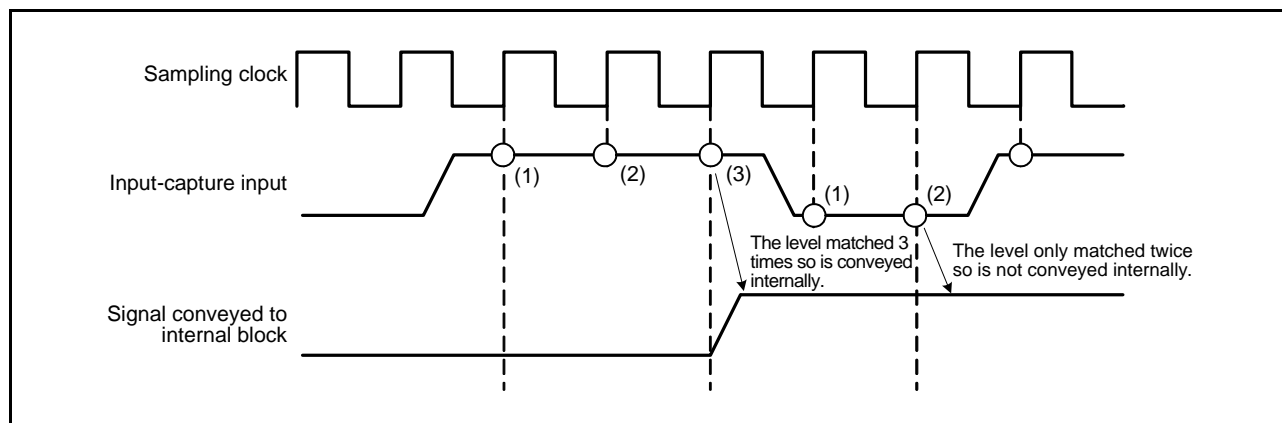 Sampling clock
Input-capture input
(1)
(2)
(3)
(1)
(2)
The level matched 3
times so is conveyed
internally.
The level only matched twice
so is not conveyed internally.
Signal conveyed to
internal block